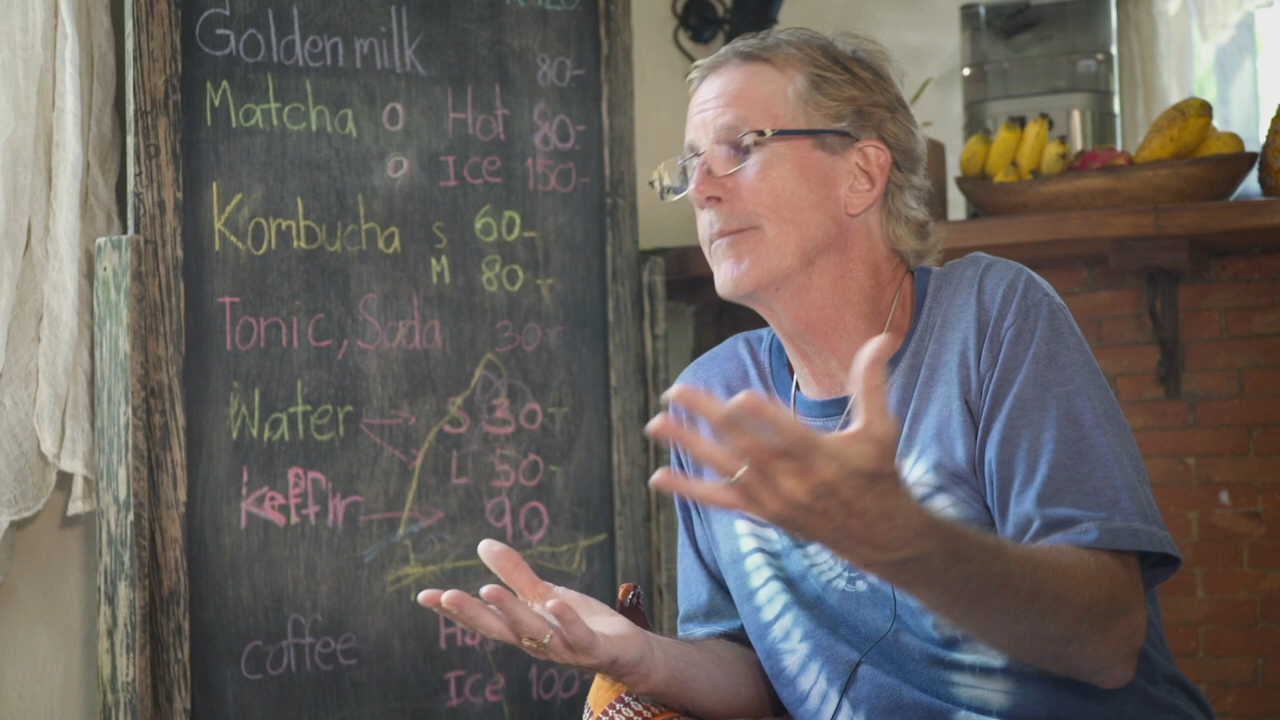 Golden milk 80-
Matcha o Hot 80-
o Ice 150-
Kombucha S 60-
M 80-
Tonic, Soda 30-
Water S 30-
L 50-
keffir 90
coffee
Ice 100-